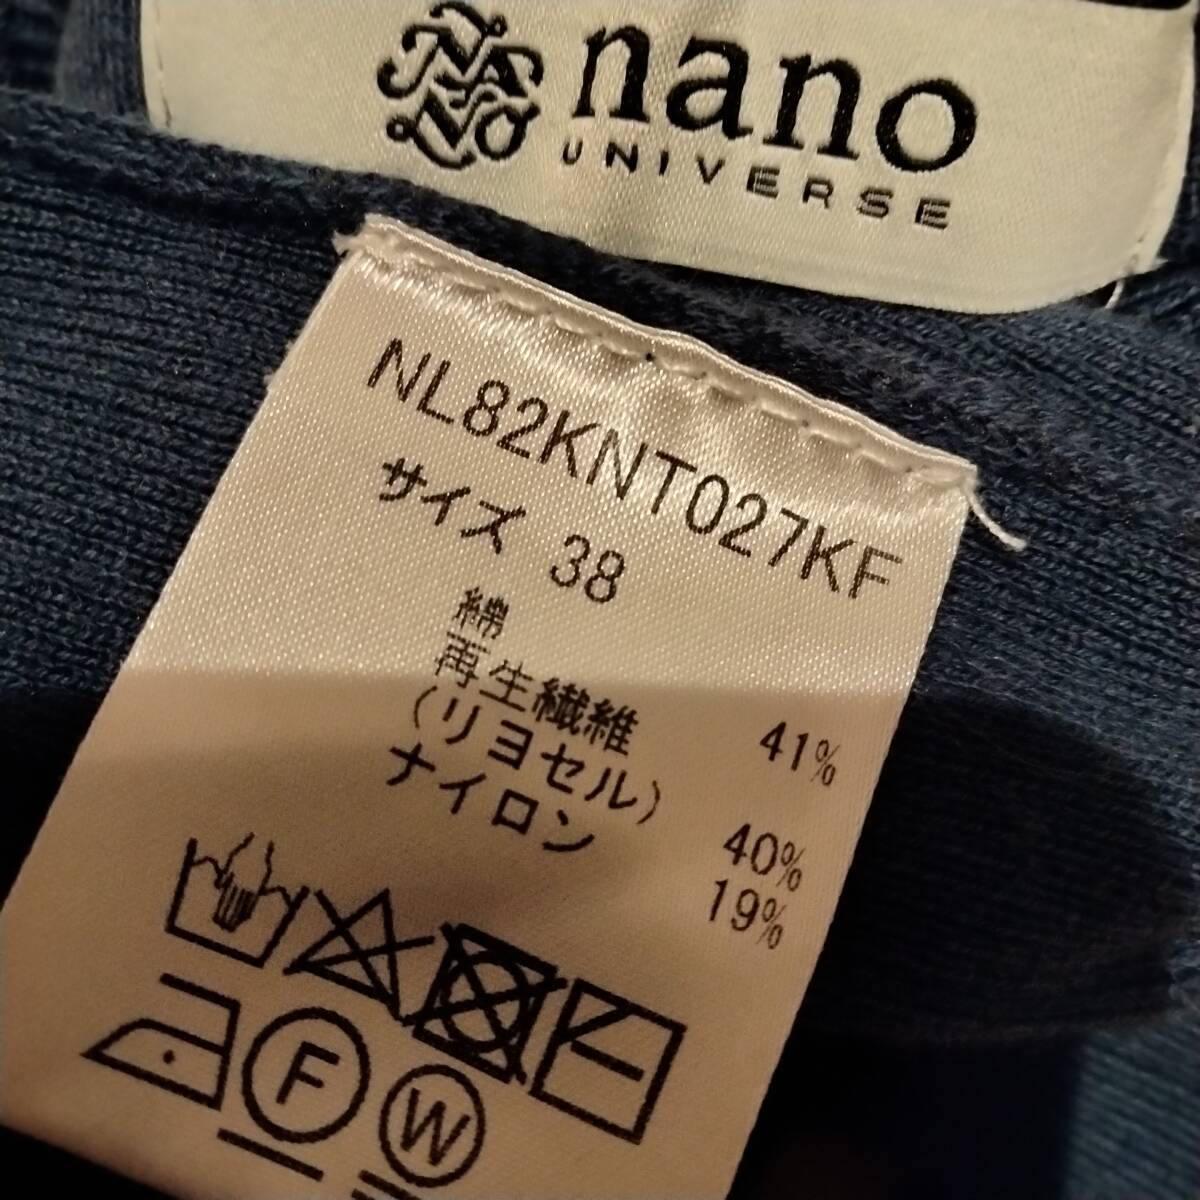 NANO
nano
UNIVERSE
NL82KNT027KF
サイズ 38
綿 41%
再生繊維
(リヨセル) 40%
ナイロン 19%
F
W